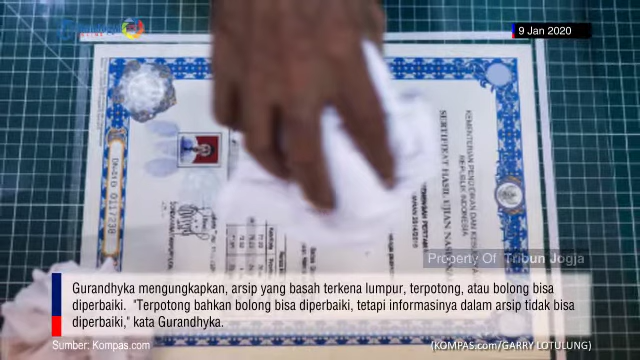 9 Jan 2020
KEMENTERIAN PENDIDIKAN DAN KEB
REPUBLIK INDONESIA
SERTIFIKAT HASIL UJIAN NAS
Property Of Tribun Jogja
Gurandhyka mengungkapkan, arsip yang basah terkena lumpur, terpotong, atau bolong bisa
diperbaiki. "Terpotong bahkan bolong bisa diperbaiki, tetapi informasinya dalam arsip tidak bisa
diperbaiki," kata Gurandhyka.
Sumber: Kompas.com
(KOMPAS.com/GARRY LOTULUNG)